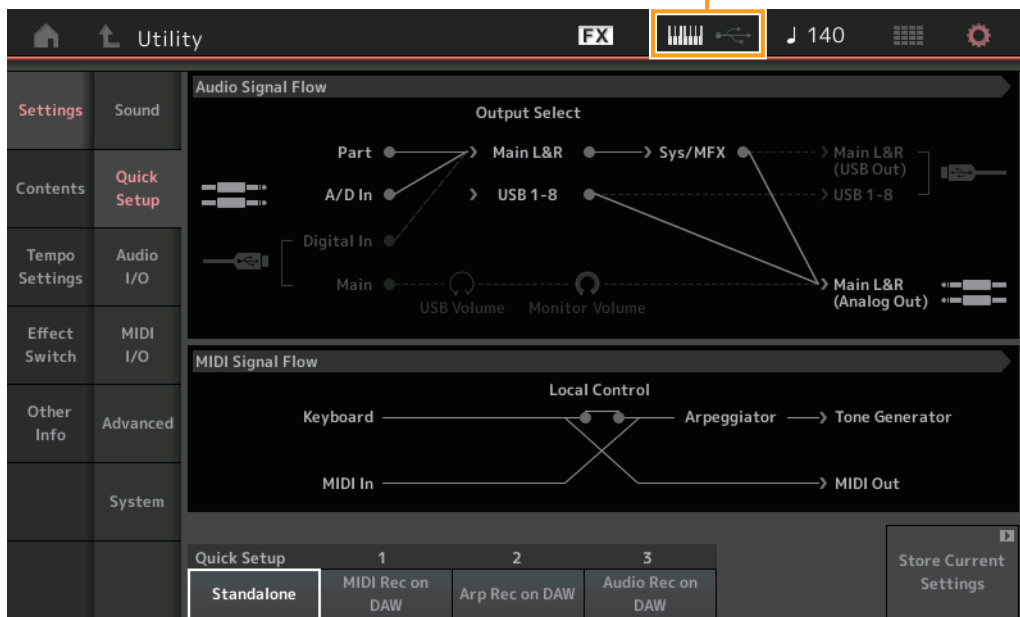 Utility
FX
♩ 140
Settings
Sound
Contents
Quick
Setup
Tempo
Settings
Audio
I/O
Effect
Switch
MIDI
I/O
Other
Info
Advanced
System
Audio Signal Flow
Output Select
Part
Main L&R
Sys/MFX
Main L&R
(USB Out)
A/D In
USB 1-8
USB 1-8
Digital In
Main
USB Volume
Monitor Volume
Main L&R
(Analog Out)
MIDI Signal Flow
Local Control
Keyboard
Arpeggiator
Tone Generator
MIDI In
MIDI Out
Quick Setup
1
2
3
Standalone
MIDI Rec on
DAW
Arp Rec on DAW
Audio Rec on
DAW
Store Current
Settings